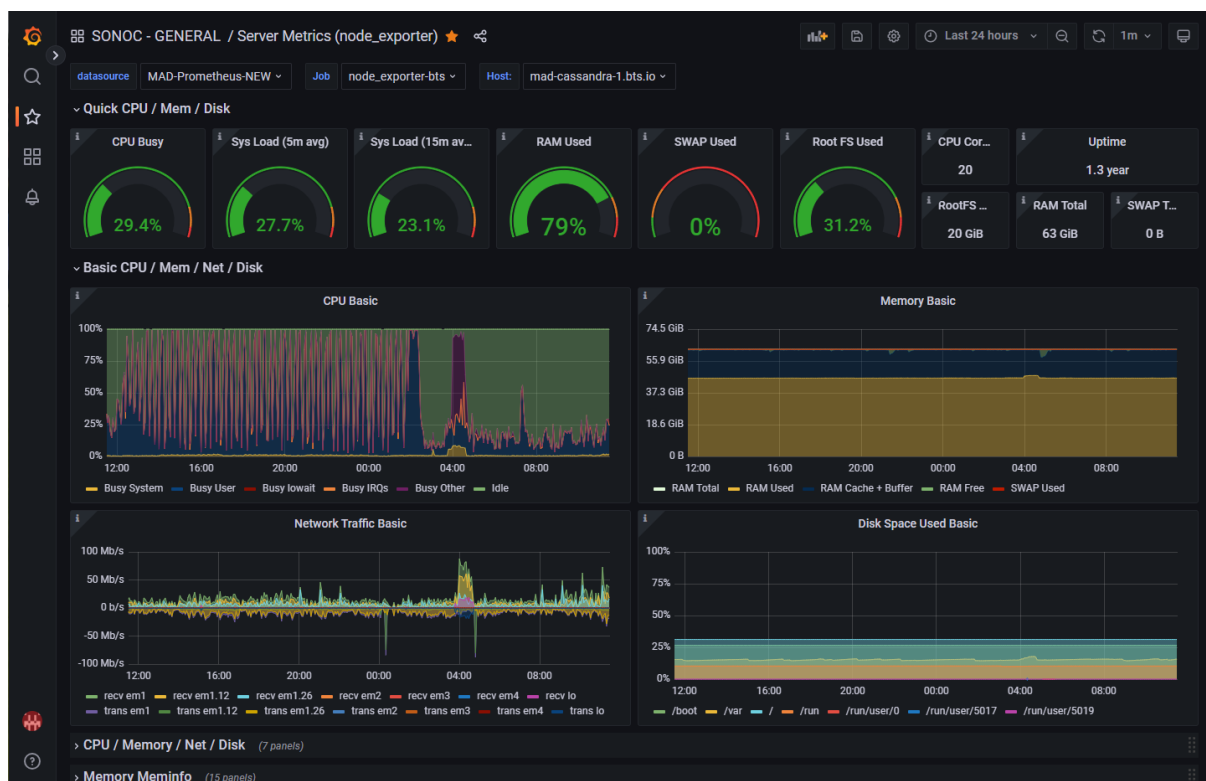 SONOC - GENERAL / Server Metrics (node_exporter)
Last 24 hours
1m
datasource MAD-Prometheus-NEW Job node_exporter-bts Host: mad-cassandra-1.bts.io
Quick CPU / Mem / Disk
CPU Busy
29.4%
Sys Load (5m avg)
27.7%
Sys Load (15m av...
23.1%
RAM Used
79%
SWAP Used
0%
Root FS Used
31.2%
CPU Cor...
20
Uptime
1.3 year
RootFS ...
20 GiB
RAM Total
63 GiB
SWAP T...
0 B
Basic CPU / Mem / Net / Disk
CPU Basic
100%
75%
50%
25%
0%
12:00 16:00 20:00 00:00 04:00 08:00
Busy System Busy User Busy Iowait Busy IRQs Busy Other Idle
Memory Basic
74.5 GiB
55.9 GiB
37.3 GiB
18.6 GiB
0 B
12:00 16:00 20:00 00:00 04:00 08:00
RAM Total RAM Used RAM Cache + Buffer RAM Free SWAP Used
Network Traffic Basic
100 Mb/s
50 Mb/s
0 b/s
-50 Mb/s
-100 Mb/s
12:00 16:00 20:00 00:00 04:00 08:00
recv em1 recv em1.12 recv em1.26 recv em2 recv em3 recv em4 recv lo
trans em1 trans em1.12 trans em1.26 trans em2 trans em3 trans em4 trans lo
Disk Space Used Basic
100%
75%
50%
25%
0%
12:00 16:00 20:00 00:00 04:00 08:00
/boot /var / /run /run/user/0 /run/user/5017 /run/user/5019
CPU / Memory / Net / Disk (7 panels)
Memory Meminfo (15 panels)